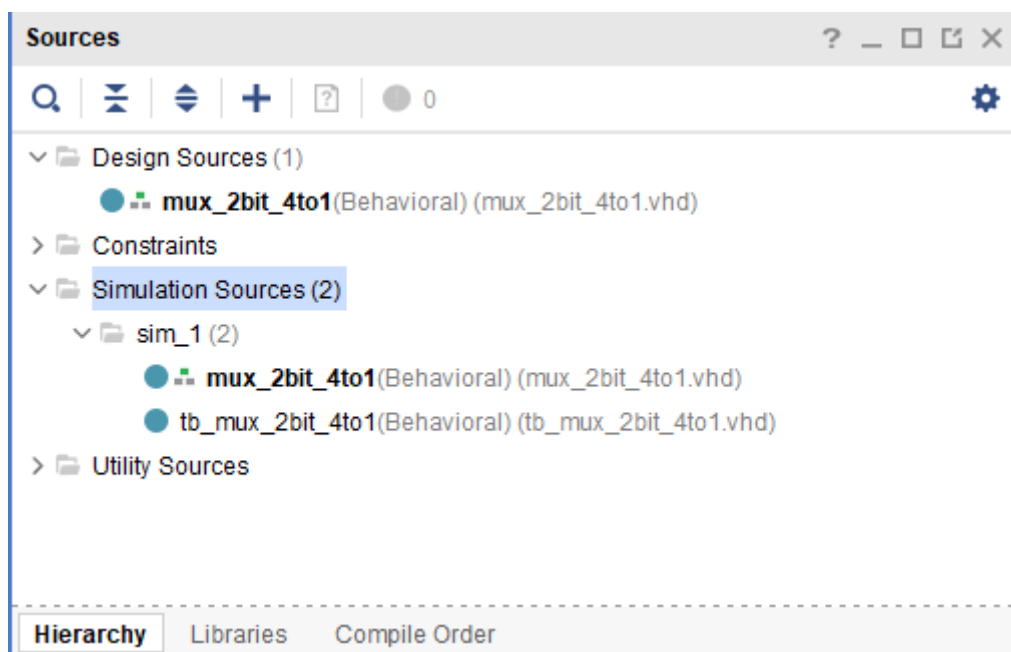 Sources
0
Design Sources (1)
mux_2bit_4to1(Behavioral) (mux_2bit_4to1.vhd)
Constraints
Simulation Sources (2)
sim_1 (2)
mux_2bit_4to1(Behavioral) (mux_2bit_4to1.vhd)
tb_mux_2bit_4to1(Behavioral) (tb_mux_2bit_4to1.vhd)
Utility Sources
Hierarchy Libraries Compile Order